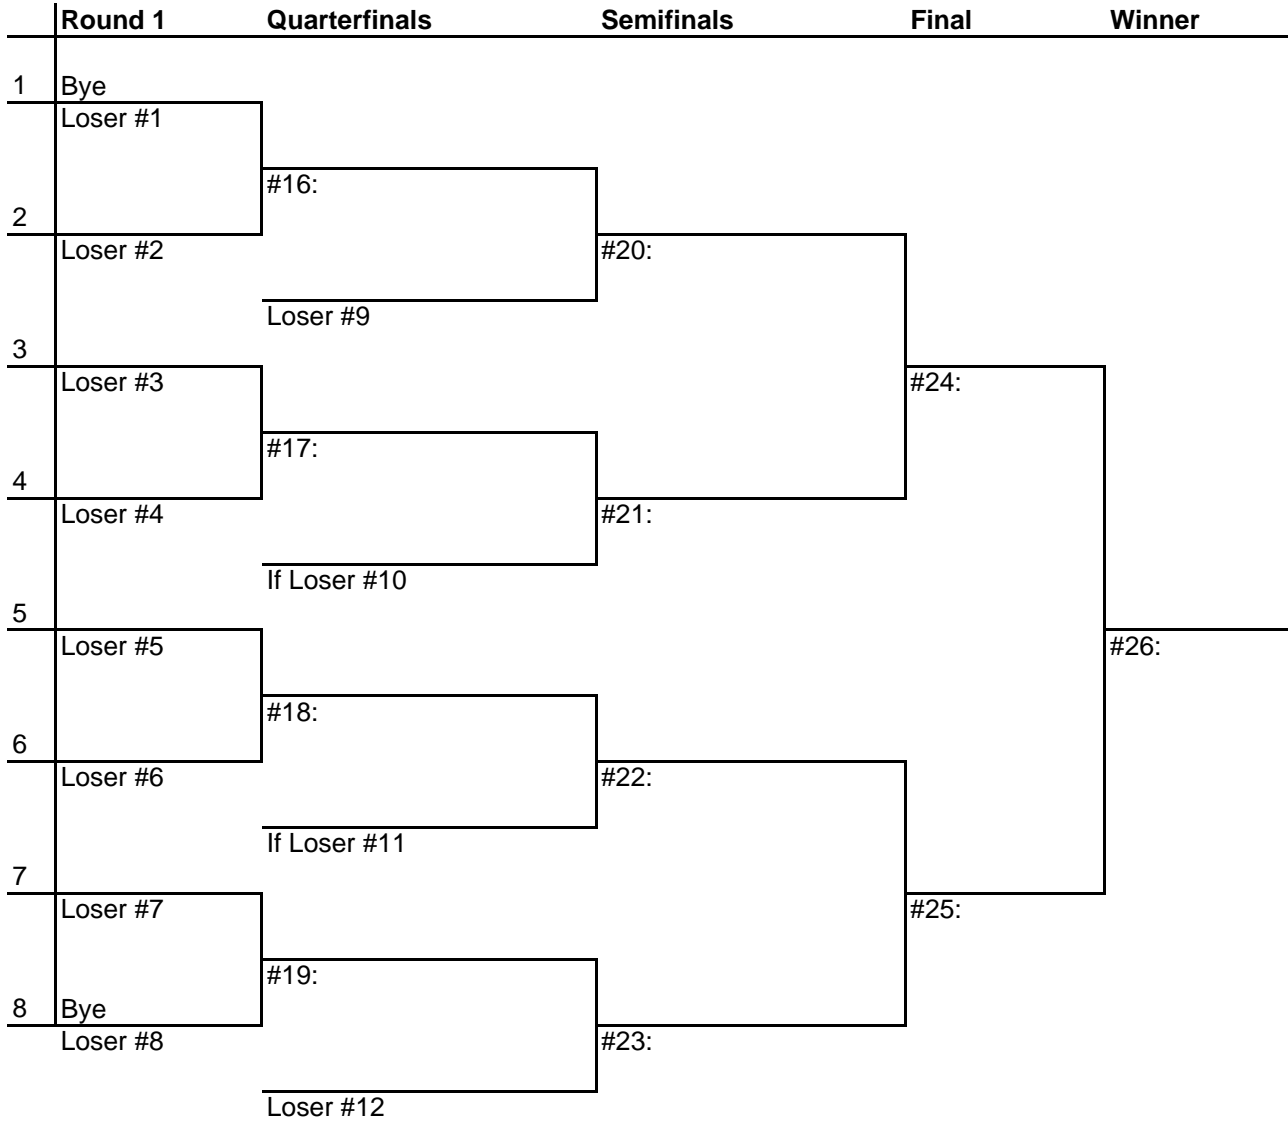 Round 1 Quarterfinals Semifinals Final Winner
1 Bye
Loser #1
#16:
2
Loser #2 #20:
Loser #9
3
Loser #3 #24:
#17:
4
Loser #4 #21:
If Loser #10
5
Loser #5 #26:
#18:
6
Loser #6 #22:
If Loser #11
7
Loser #7 #25:
#19:
8 Bye
Loser #8 #23:
Loser #12